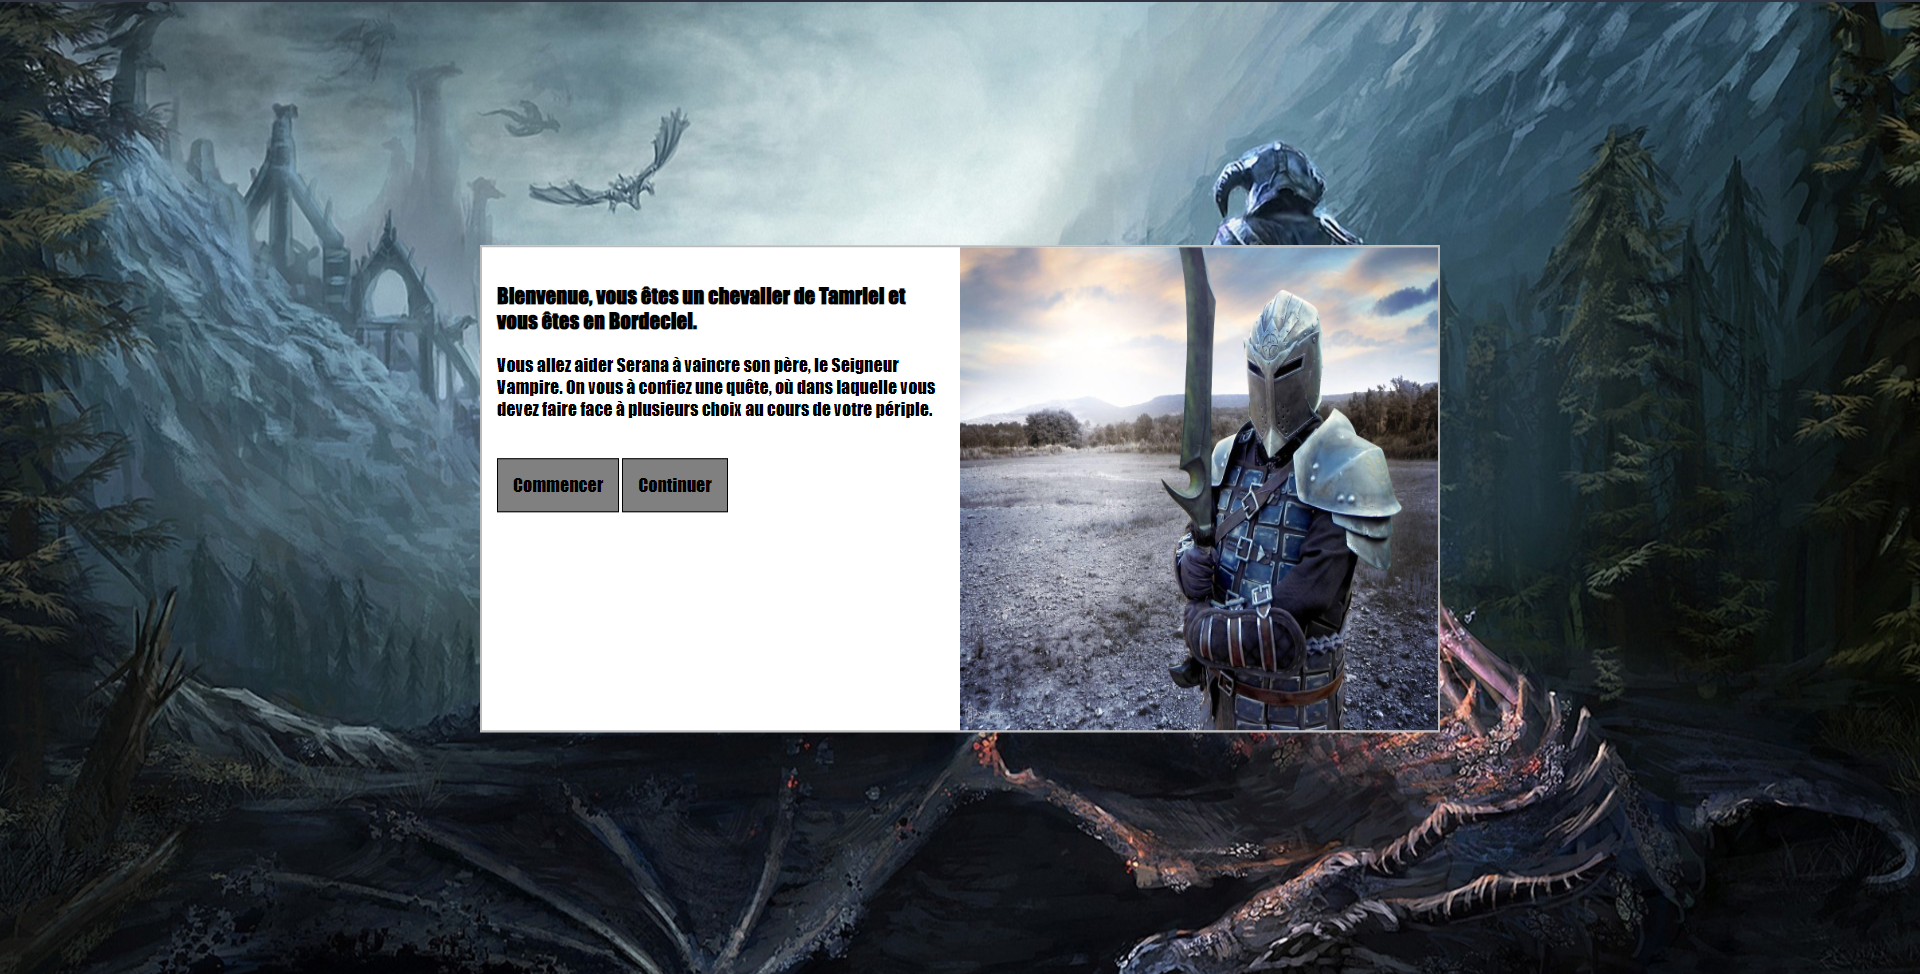 Bienvenue, vous êtes un chevalier de Tamriel et
vous êtes en Bordeciel.
Vous allez aider Serana à vaincre son père, le Seigneur
Vampire. On vous à confiez une quête, où dans laquelle vous
devez faire face à plusieurs choix au cours de votre périple.
Commencer Continuer